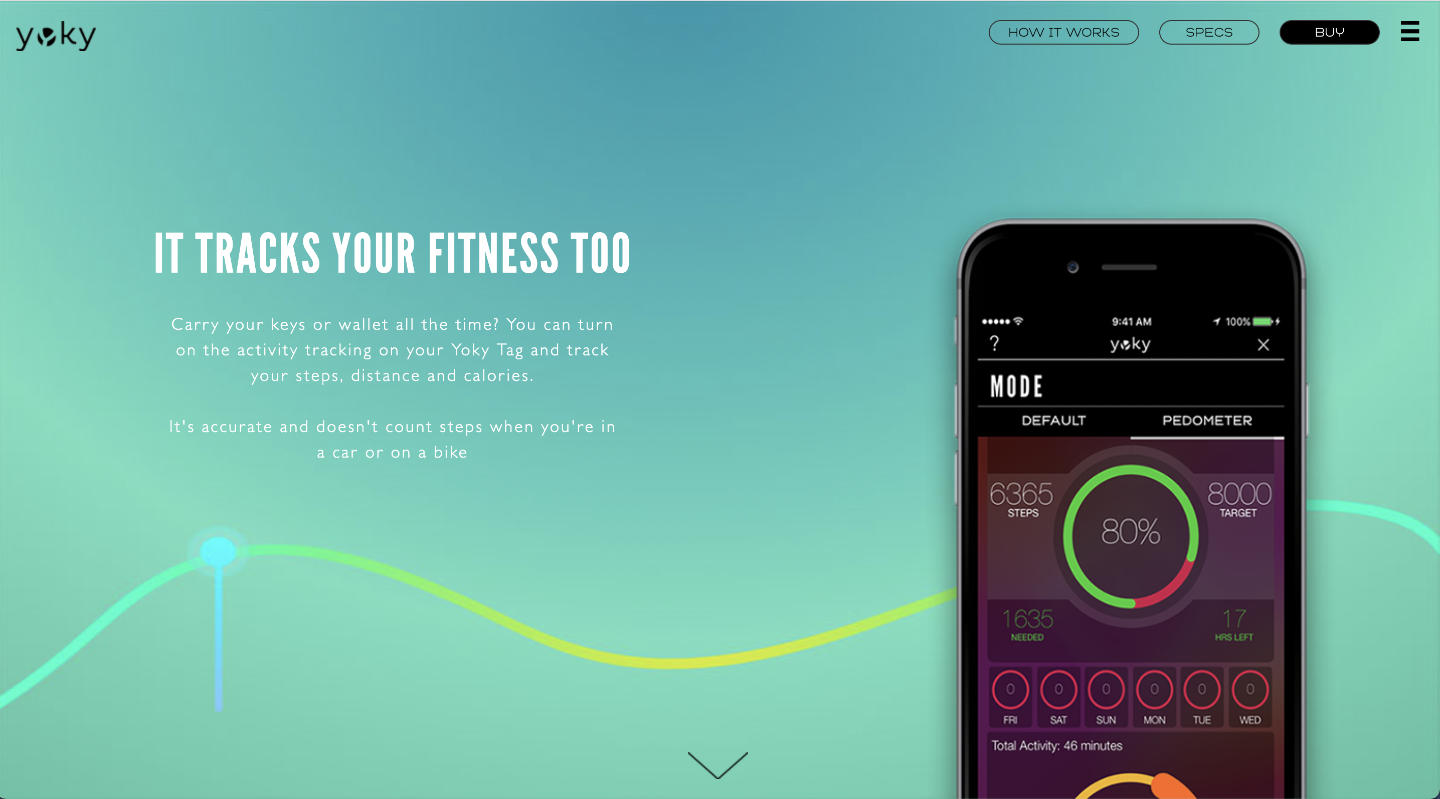 yoky
HOW IT WORKS
SPECS
BUY
IT TRACKS YOUR FITNESS TOO
Carry your keys or wallet all the time? You can turn
on the activity tracking on your Yoky Tag and track
your steps, distance and calories.
It's accurate and doesn't count steps when you're in
a car or on a bike
9:41 AM
100%
?
yoky
MODE
DEFAULT
PEDOMETER
6365
STEPS
80%
8000
TARGET
1635
NEEDED
17
HRS LEFT
0 0 0 0 0 0
FRI SAT SUN MON TUE WED
Total Activity: 46 minutes